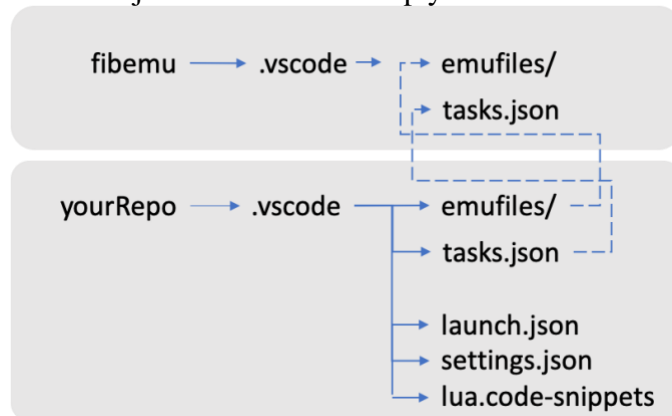 fibemu .vscode emufiles/
tasks.json
yourRepo .vscode emufiles/
tasks.json
launch.json
settings.json
lua.code-snippets